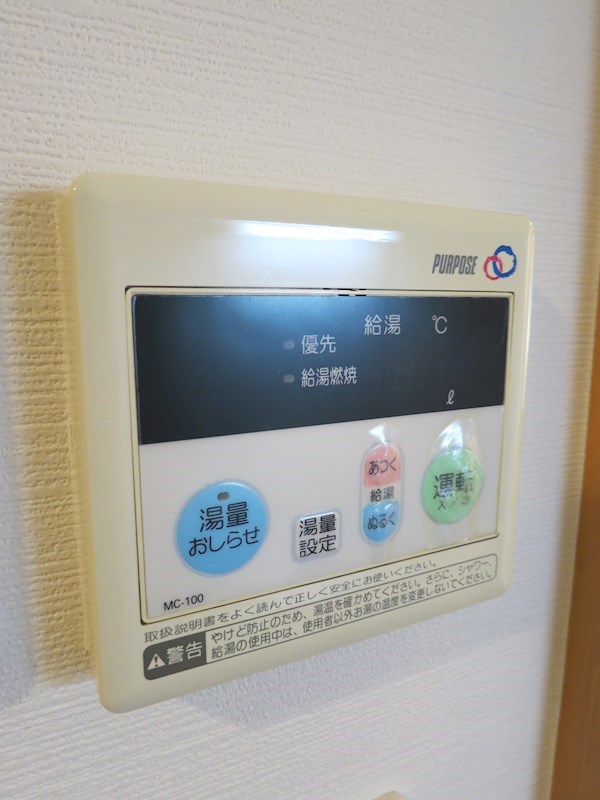 PURPOSE
給湯 ℃
優先
給湯燃焼
ℓ
湯量
おしらせ
湯量
設定
あつく
給湯
ぬるく
運転
MC-100
取扱説明書をよく読んで正しく安全にお使いください。
警告
やけど防止のため、湯温を確かめてください。さらに、シャワー、
給湯の使用中は、使用者以外お湯の温度を変更しないでください。